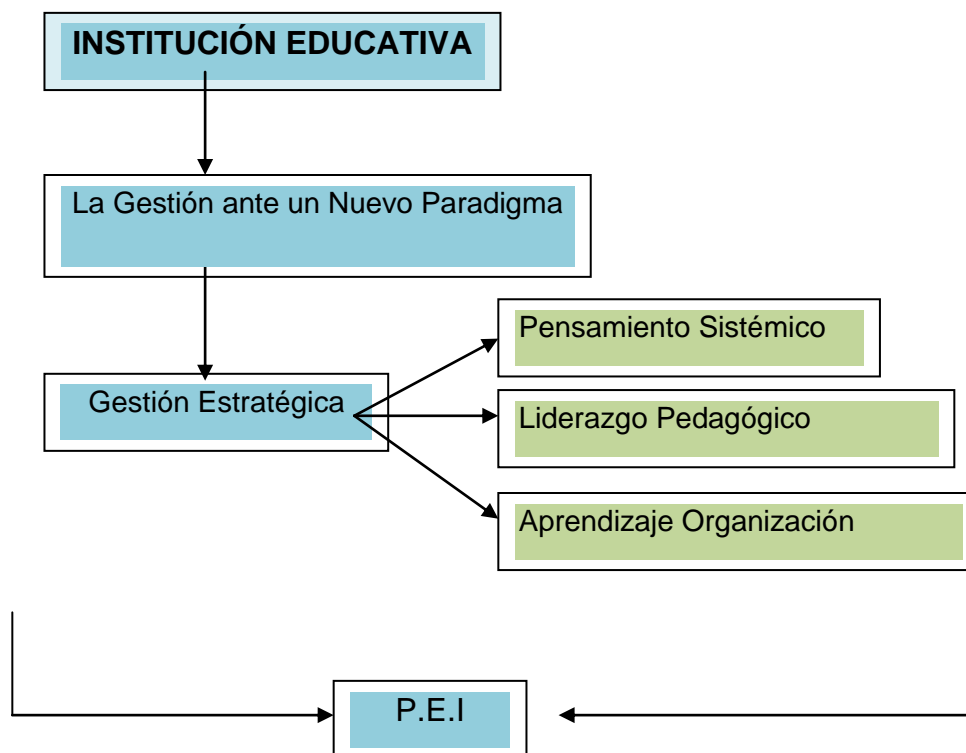 INSTITUCIÓN EDUCATIVA
La Gestión ante un Nuevo Paradigma
Gestión Estratégica
Pensamiento Sistémico
Liderazgo Pedagógico
Aprendizaje Organización
P.E.I